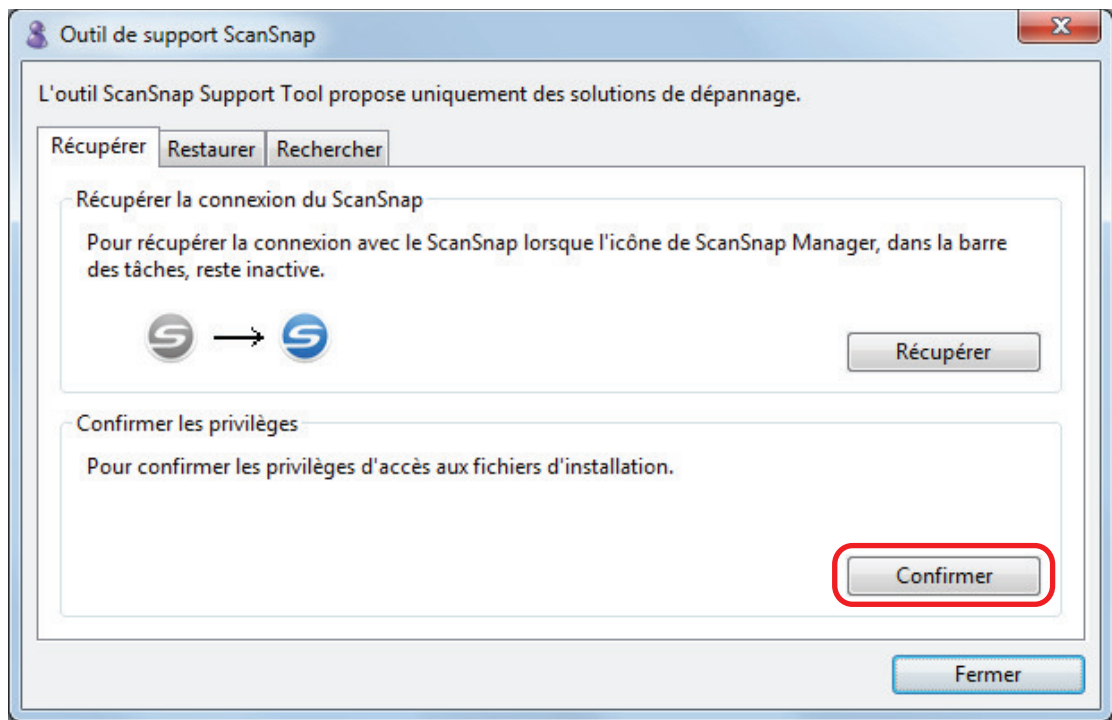 Outil de support ScanSnap
L'outil ScanSnap Support Tool propose uniquement des solutions de dépannage.
Récupérer
Restaurer
Rechercher
Récupérer la connexion du ScanSnap
Pour récupérer la connexion avec le ScanSnap lorsque l'icône de ScanSnap Manager, dans la barre
des tâches, reste inactive.
Récupérer
Confirmer les privilèges
Pour confirmer les privilèges d'accès aux fichiers d'installation.
Confirmer
Fermer